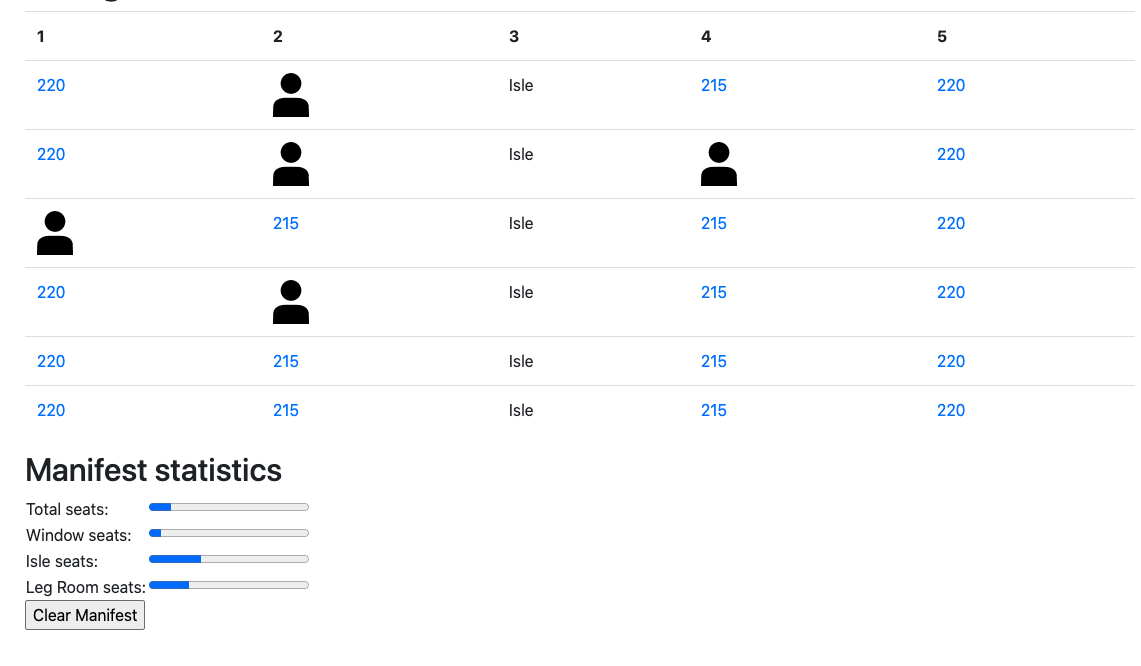 1 2 3 4 5
220 Isle 215 220
220 Isle 220
215 Isle 215 220
220 Isle 215 220
220 215 Isle 215 220
220 215 Isle 215 220
Manifest statistics
Total seats:
Window seats:
Isle seats:
Leg Room seats:
Clear Manifest